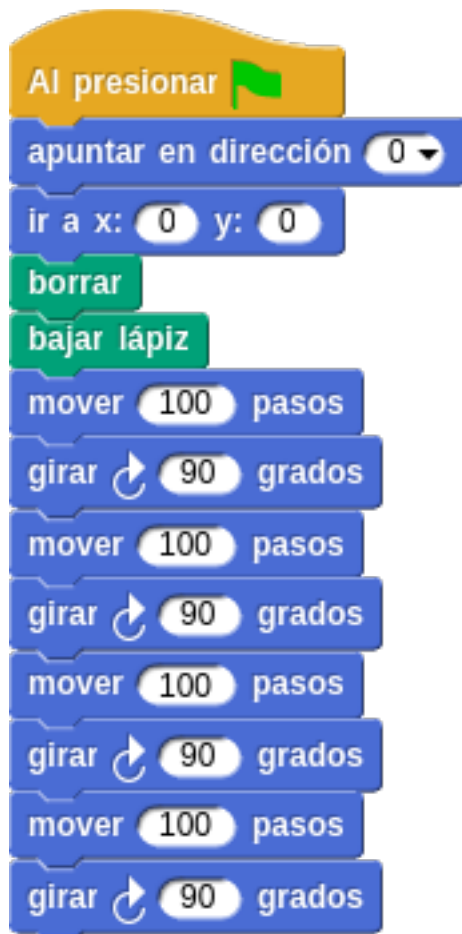 Al presionar
apuntar en dirección 0
ir a x: 0 y: 0
borrar
bajar lápiz
mover 100 pasos
girar 90 grados
mover 100 pasos
girar 90 grados
mover 100 pasos
girar 90 grados
mover 100 pasos
girar 90 grados